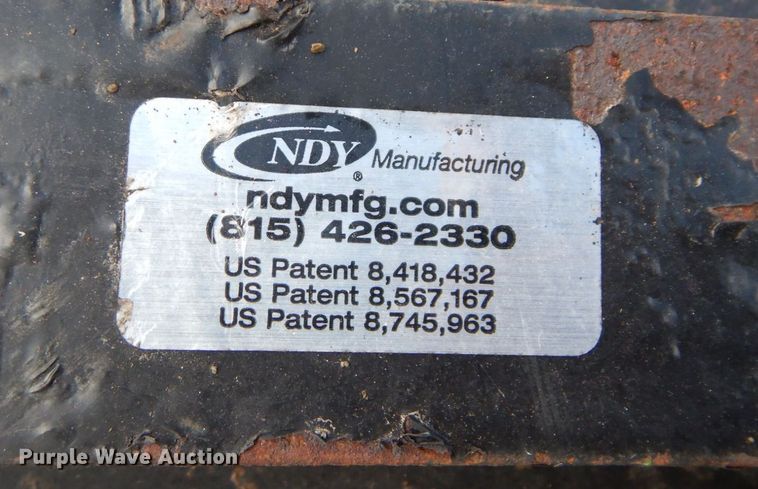 NDY Manufacturing
®
ndymfg.com
(815) 426-2330
US Patent 8,418,432
US Patent 8,567,167
US Patent 8,745,963
Purple Wave Auction